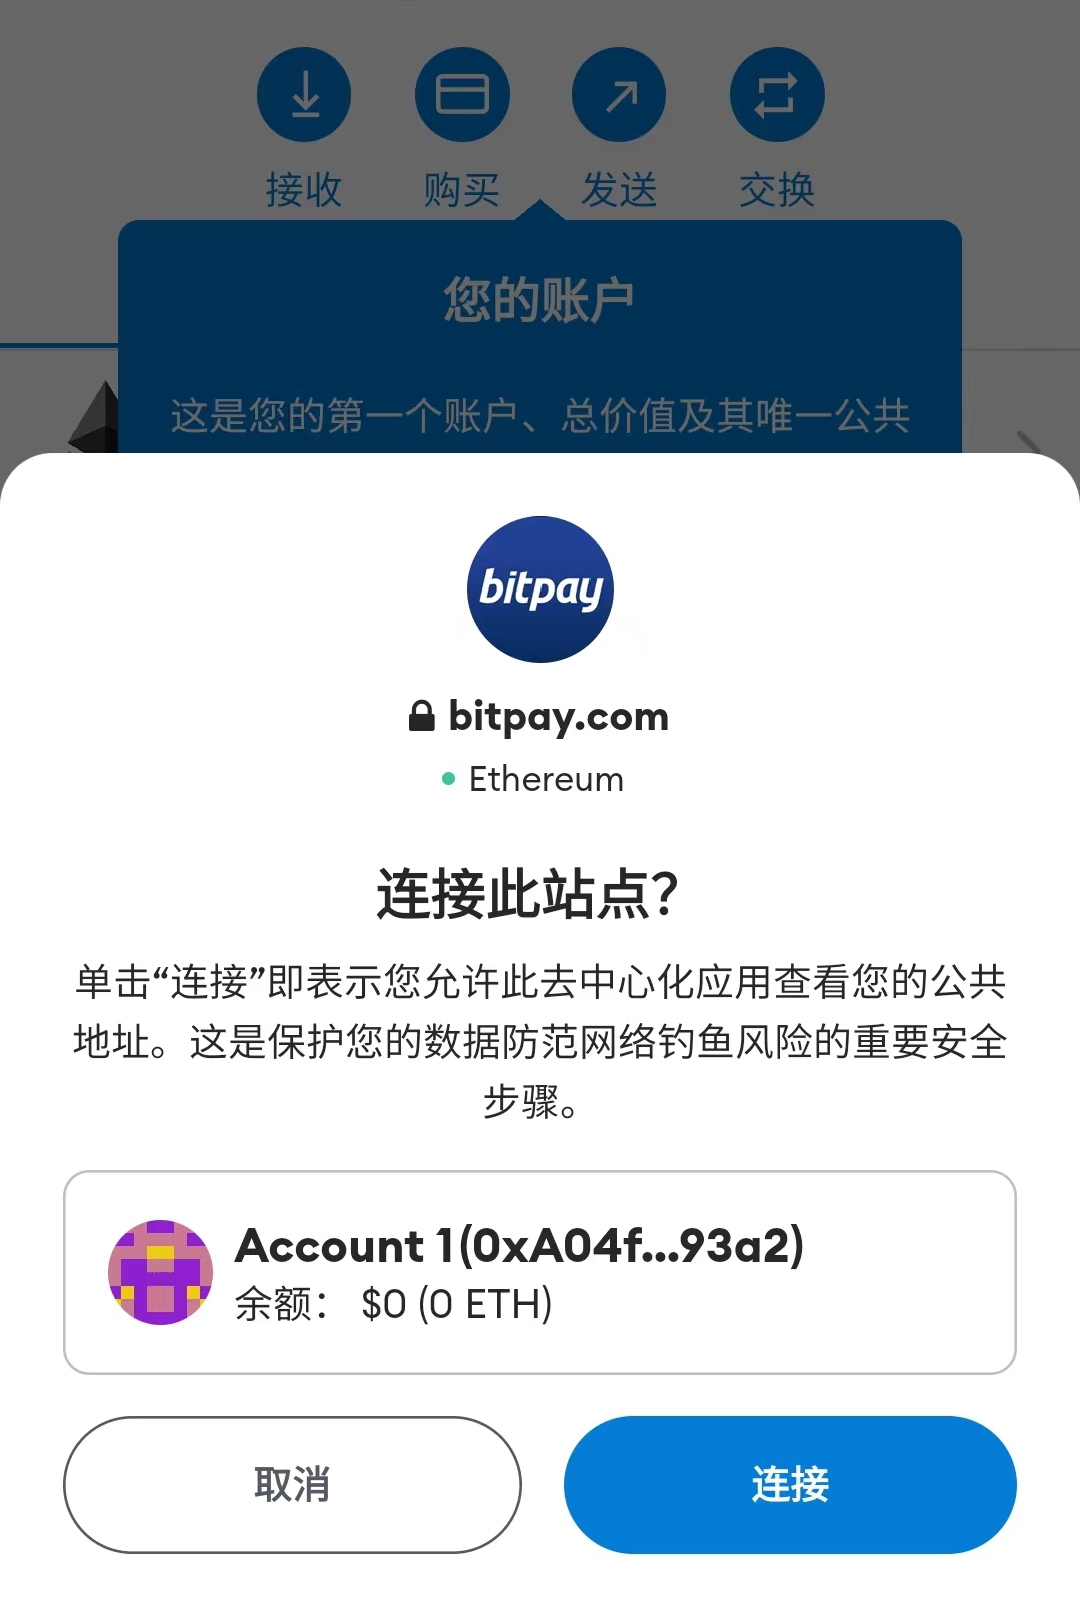 接收 购买 发送 交换
您的账户
这是您的第一个账户、总价值及其唯一公共
bitpay
bitpay.com
Ethereum
连接此站点?
单击“连接”即表示您允许此去中心化应用查看您的公共
地址。这是保护您的数据防范网络钓鱼风险的重要安全
步骤。
Account 1(0xA04f...93a2)
余额： $0 (0 ETH)
取消 连接